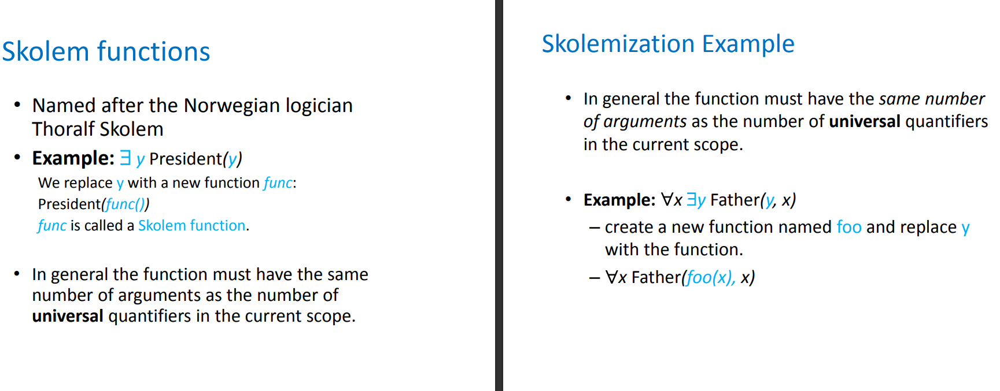 Skolem functions
• Named after the Norwegian logician
Thoralf Skolem
• Example: ∃ y President(y)
We replace y with a new function func:
President(func())
func is called a Skolem function.
• In general the function must have the same
number of arguments as the number of
universal quantifiers in the current scope.
Skolemization Example
• In general the function must have the same number
of arguments as the number of universal quantifiers
in the current scope.
• Example: ∀x ∃y Father(y, x)
– create a new function named foo and replace y
with the function.
– ∀x Father(foo(x), x)